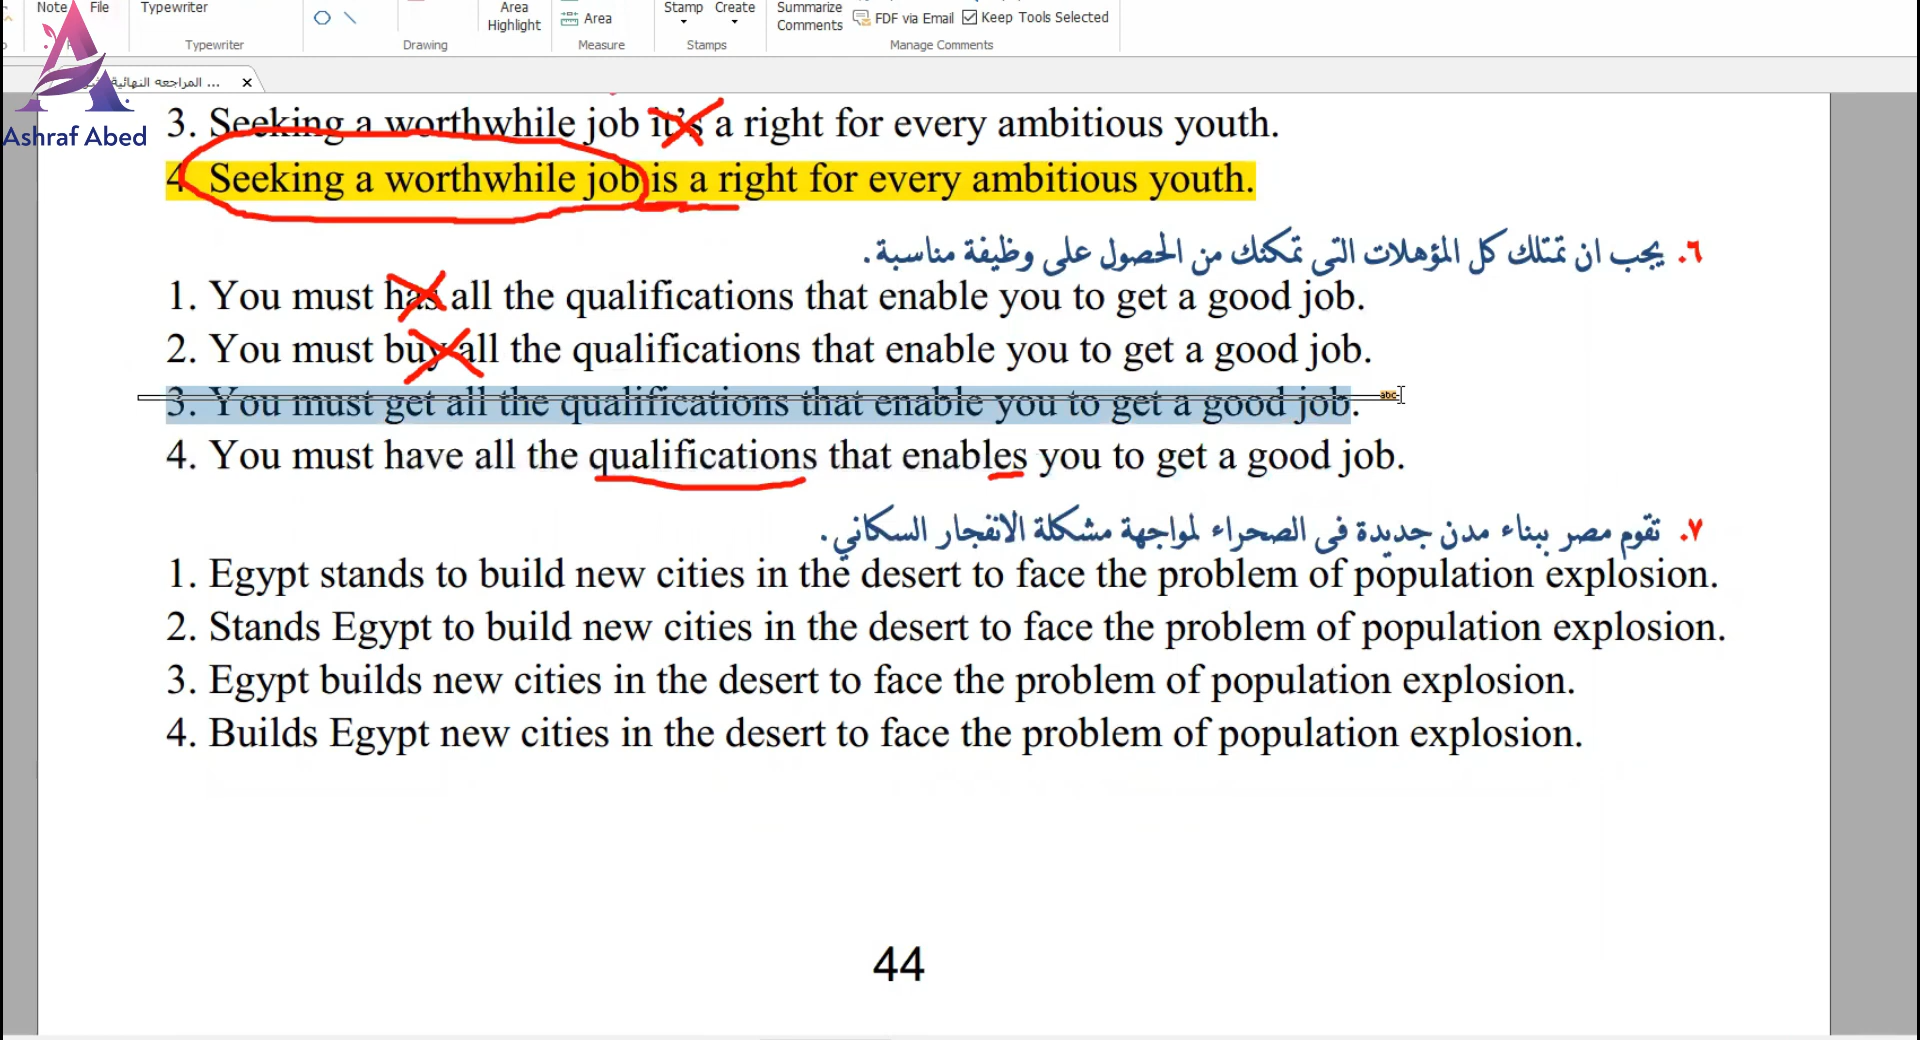 Note File Typewriter Area Highlight Area Stamp Create Summarize Comments FDF via Email Keep Tools Selected
Typewriter Drawing Measure Stamps Manage Comments
... المراجعه النهائية
Ashraf Abed
3. Seeking a worthwhile job it's a right for every ambitious youth.
4. Seeking a worthwhile job is a right for every ambitious youth.
٦. يجب ان تمتلك كل المؤهلات التى تمكنك من الحصول على وظيفة مناسبة.
1. You must has all the qualifications that enable you to get a good job.
2. You must buy all the qualifications that enable you to get a good job.
3. You must get all the qualifications that enable you to get a good job.
4. You must have all the qualifications that enables you to get a good job.
٧. تقوم مصر ببناء مدن جديدة فى الصحراء لمواجهة مشكلة الانفجار السكاني.
1. Egypt stands to build new cities in the desert to face the problem of population explosion.
2. Stands Egypt to build new cities in the desert to face the problem of population explosion.
3. Egypt builds new cities in the desert to face the problem of population explosion.
4. Builds Egypt new cities in the desert to face the problem of population explosion.
44